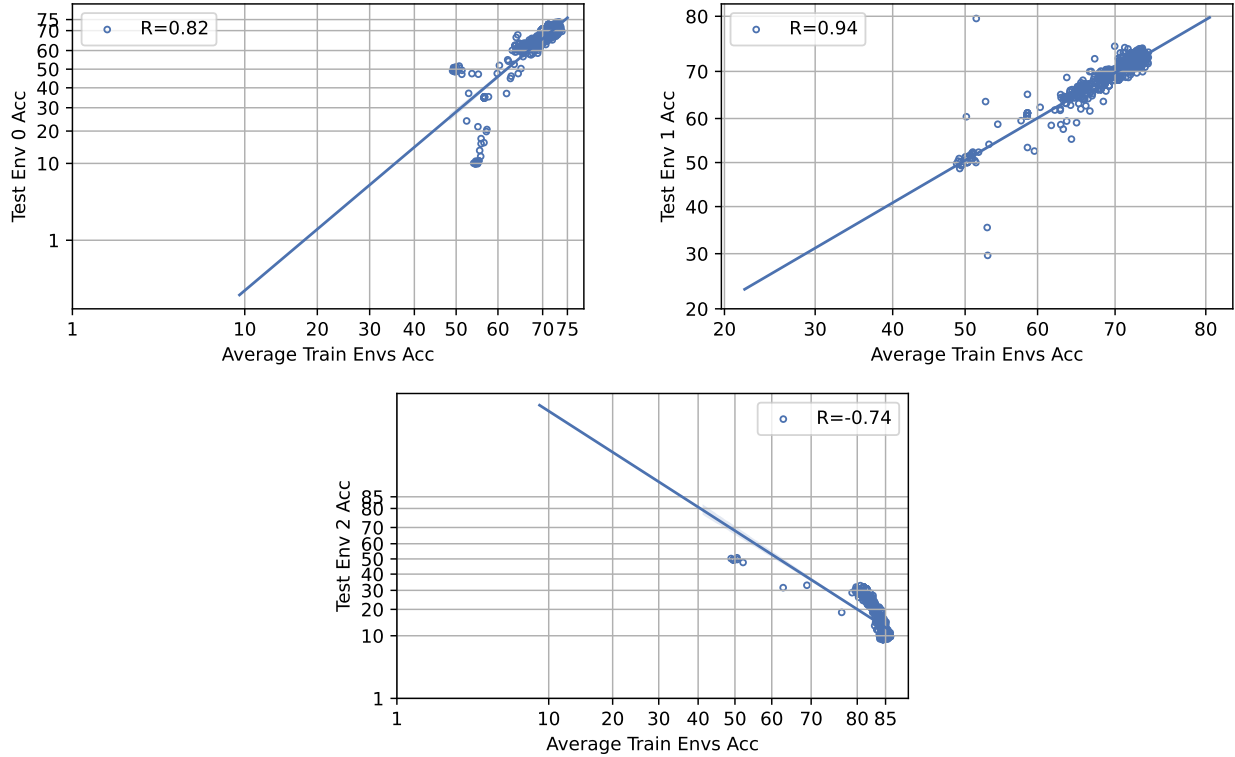 R=0.82
Test Env 0 Acc
75
70
60
50
40
30
20
10
1
1 10 20 30 40 50 60 70 75
Average Train Envs Acc
R=0.94
Test Env 1 Acc
80
70
60
50
40
30
20
20 30 40 50 60 70 80
Average Train Envs Acc
R=-0.74
Test Env 2 Acc
85
80
70
60
50
40
30
20
10
1
1 10 20 30 40 50 60 70 80 85
Average Train Envs Acc